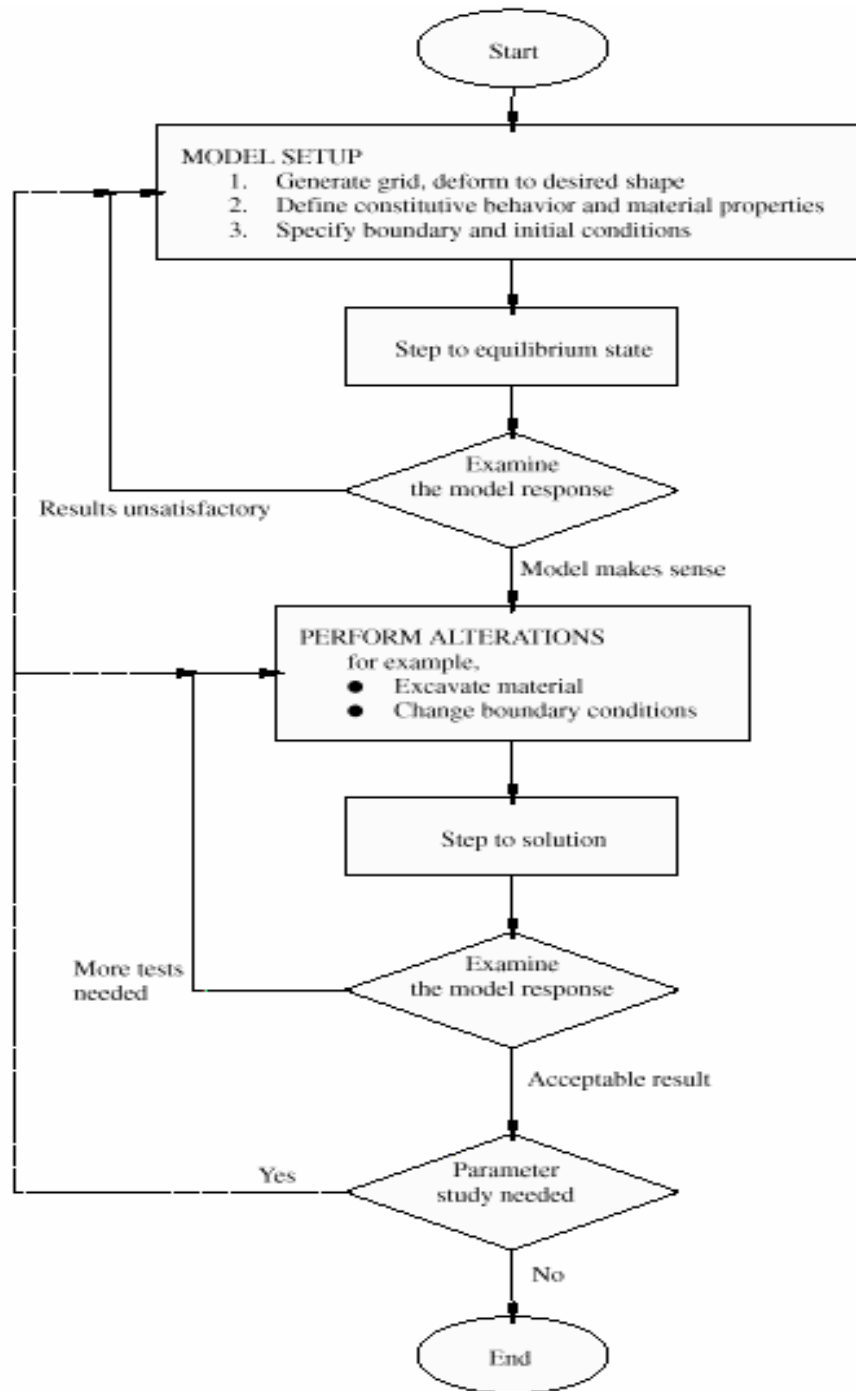 Start
MODEL SETUP
1. Generate grid, deform to desired shape
2. Define constitutive behavior and material properties
3. Specify boundary and initial conditions
Step to equilibrium state
Examine
the model response
Results unsatisfactory
Model makes sense
PERFORM ALTERATIONS
for example,
● Excavate material
● Change boundary conditions
Step to solution
Examine
the model response
More tests
needed
Acceptable result
Parameter
study needed
Yes
No
End